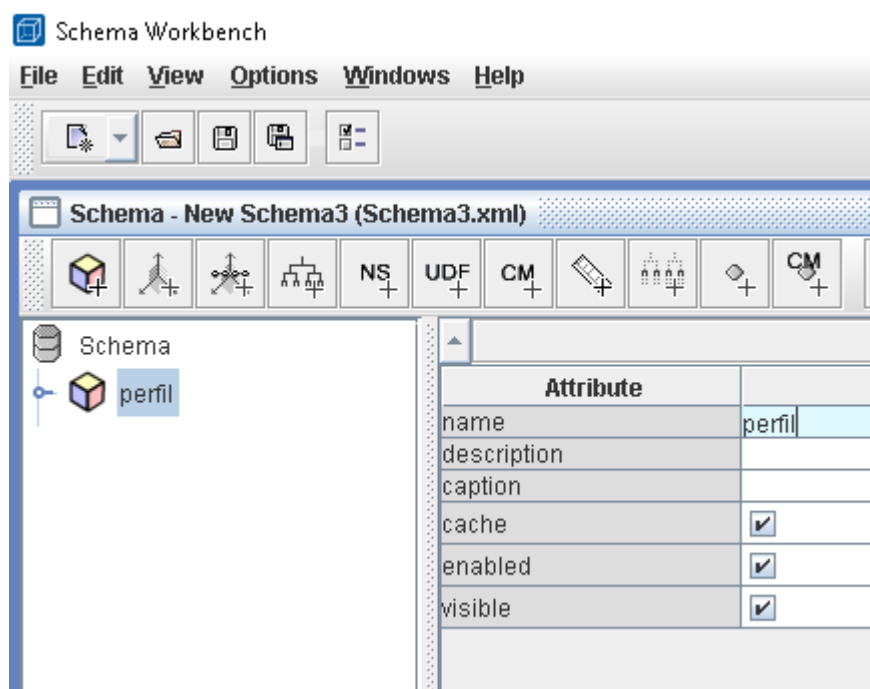 Schema Workbench
File Edit View Options Windows Help
Schema - New Schema3 (Schema3.xml)
NS UDF CM CM
Schema
perfil
Attribute
name perfil
description
caption
cache
enabled
visible